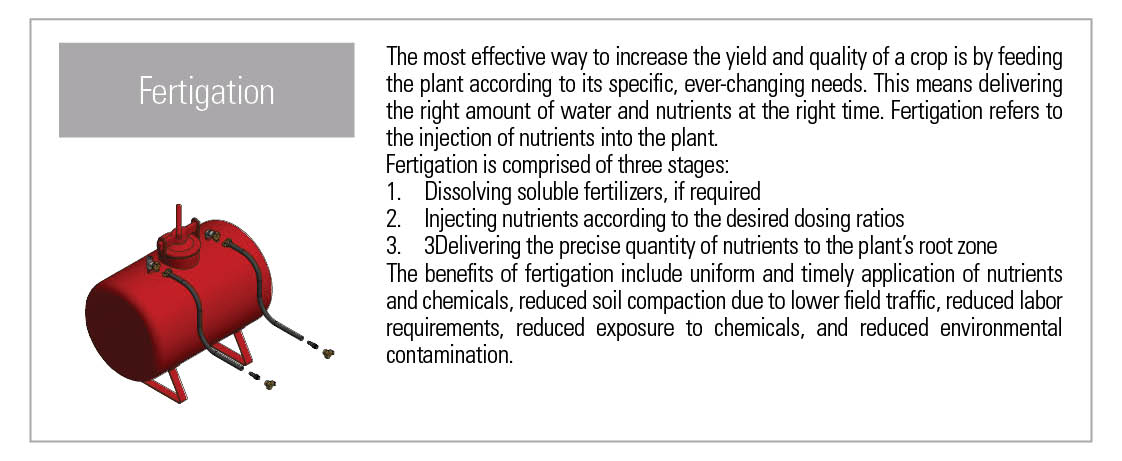 Fertigation
The most effective way to increase the yield and quality of a crop is by feeding
the plant according to its specific, ever-changing needs. This means delivering
the right amount of water and nutrients at the right time. Fertigation refers to
the injection of nutrients into the plant.
Fertigation is comprised of three stages:
1. Dissolving soluble fertilizers, if required
2. Injecting nutrients according to the desired dosing ratios
3. 3Delivering the precise quantity of nutrients to the plant's root zone
The benefits of fertigation include uniform and timely application of nutrients
and chemicals, reduced soil compaction due to lower field traffic, reduced labor
requirements, reduced exposure to chemicals, and reduced environmental
contamination.